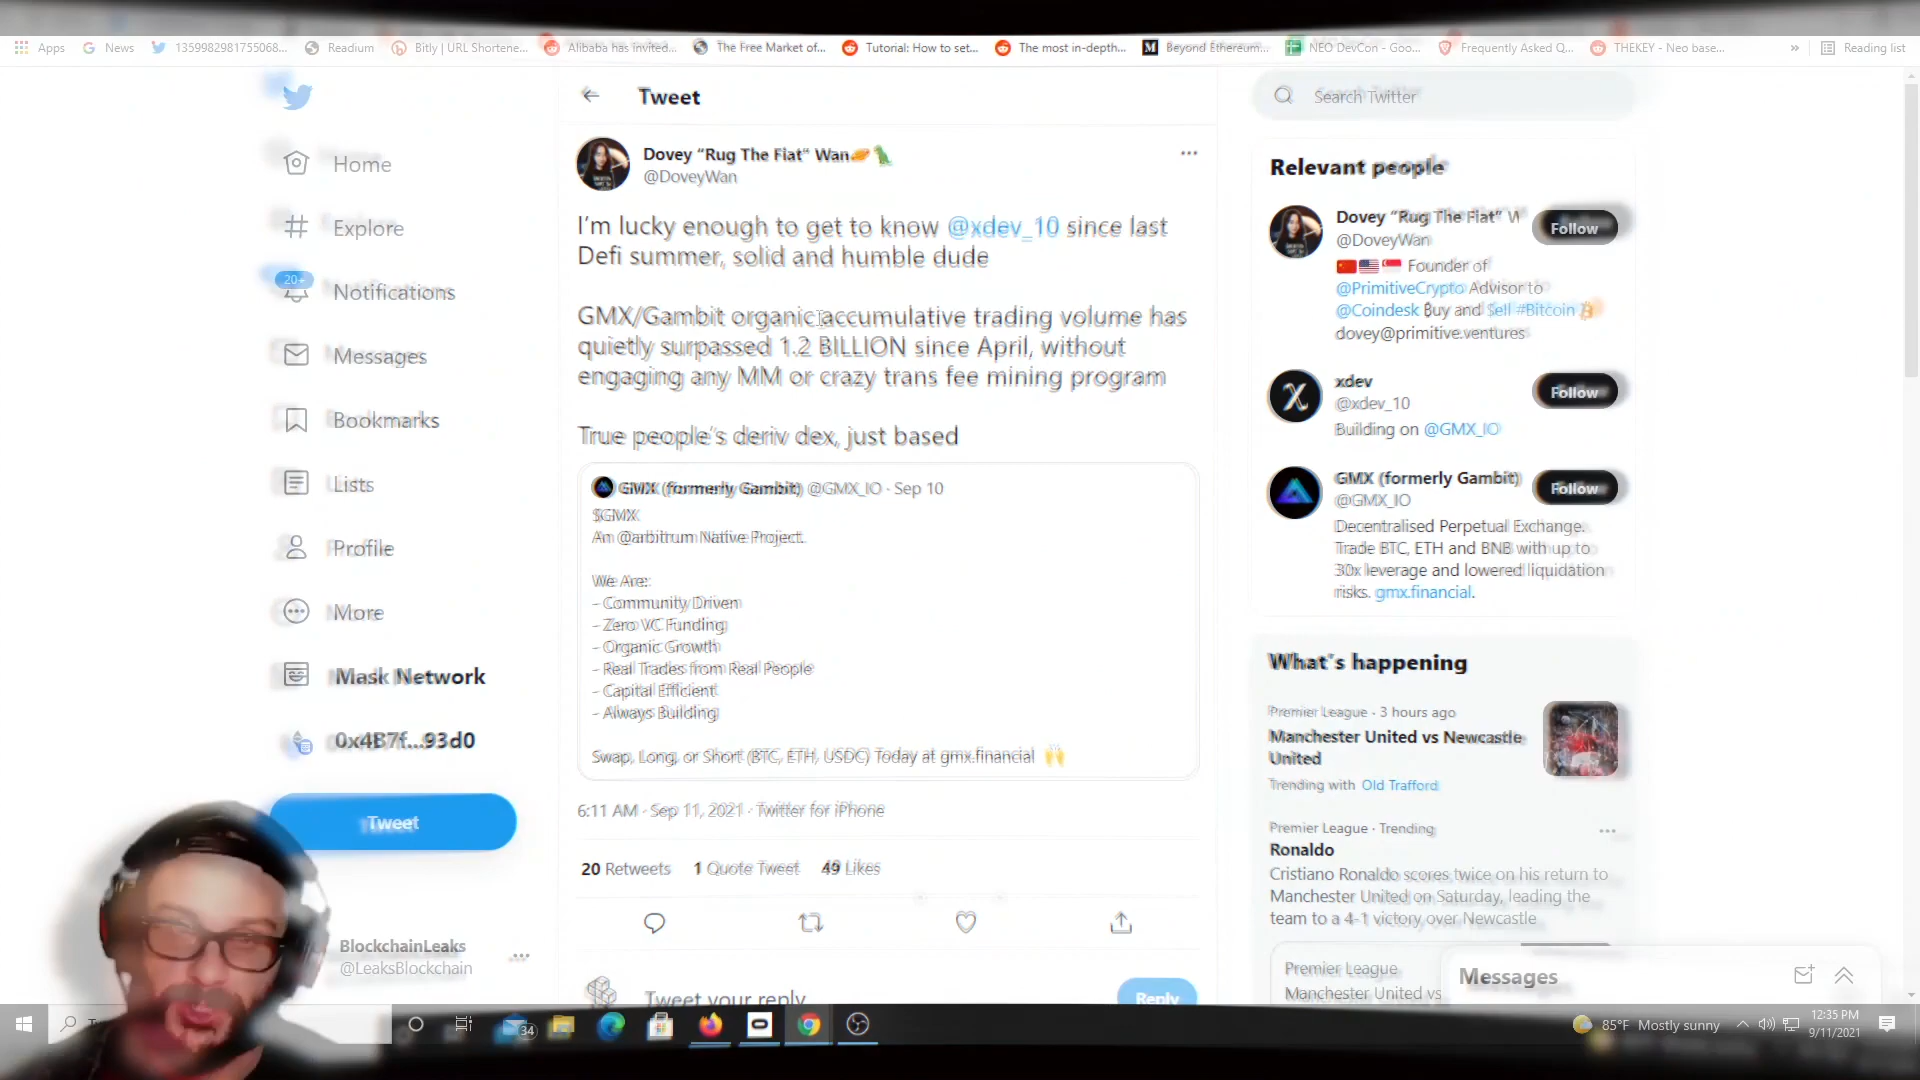 Apps
News
1359982981755068...
Readium
Bitly | URL Shortene...
Alibaba has invited...
The Free Market of...
Tutorial: How to set...
The most in-depth...
Beyond Ethereum...
NEO DevCon - Goo...
Frequently Asked Q...
THEKEY - Neo base...
»
Reading list
Tweet
Search Twitter
Home
Explore
20+
Notifications
Messages
Bookmarks
Lists
Profile
More
Mask Network
0x4B7f...93d0
Tweet
BlockchainLeaks
@LeaksBlockchain
Dovey “Rug The Fiat” Wan🥟🦖
@DoveyWan
I’m lucky enough to get to know @xdev_10 since last
Defi summer, solid and humble dude
GMX/Gambit organic accumulative trading volume has
quietly surpassed 1.2 BILLION since April, without
engaging any MM or crazy trans fee mining program
True people’s deriv dex, just based
GMX (formerly Gambit) @GMX_IO · Sep 10
$GMX
An @arbitrum Native Project.
We Are:
- Community Driven
- Zero VC Funding
- Organic Growth
- Real Trades from Real People
- Capital Efficient
- Always Building
Swap, Long, or Short (BTC, ETH, USDC) Today at gmx.financial 🙌
6:11 AM · Sep 11, 2021 · Twitter for iPhone
20 Retweets 1 Quote Tweet 49 Likes
Tweet your reply
Reply
Relevant people
Dovey “Rug The Fiat” W
Follow
@DoveyWan
🇨🇳🇺🇸🇸🇬 Founder of
@PrimitiveCrypto Advisor to
@Coindesk ₿uy and Sell #Bitcoin
dovey@primitive.ventures
xdev
Follow
@xdev_10
Building on @GMX_IO
GMX (formerly Gambit)
Follow
@GMX_IO
Decentralised Perpetual Exchange.
Trade BTC, ETH and BNB with up to
30x leverage and lowered liquidation
risks. gmx.financial.
What's happening
Premier League · 3 hours ago
Manchester United vs Newcastle
United
Trending with Old Trafford
Premier League · Trending
Ronaldo
Cristiano Ronaldo scores twice on his return to
Manchester United on Saturday, leading the
team to a 4-1 victory over Newcastle
Premier League
Manchester United vs
Messages
34
85°F Mostly sunny
12:35 PM
9/11/2021